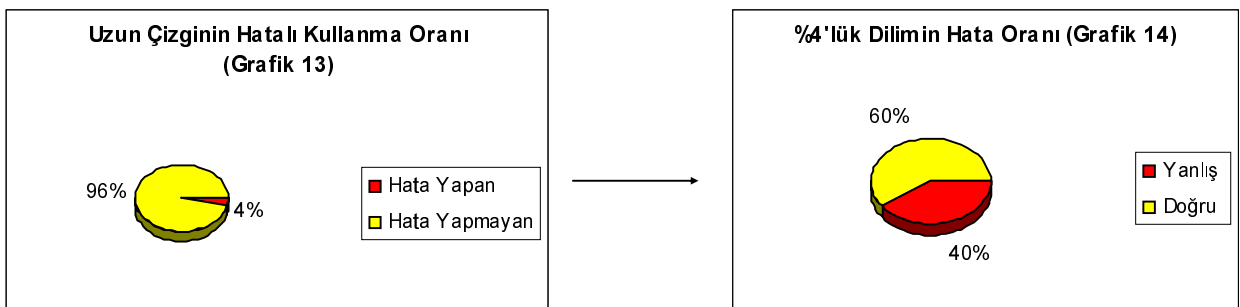 Uzun Çizginin Hatalı Kullanma Oranı
(Grafik 13)
96%
4%
Hata Yapan
Hata Yapmayan
%4'lük Dilimin Hata Oranı (Grafik 14)
60%
40%
Yanlış
Doğru